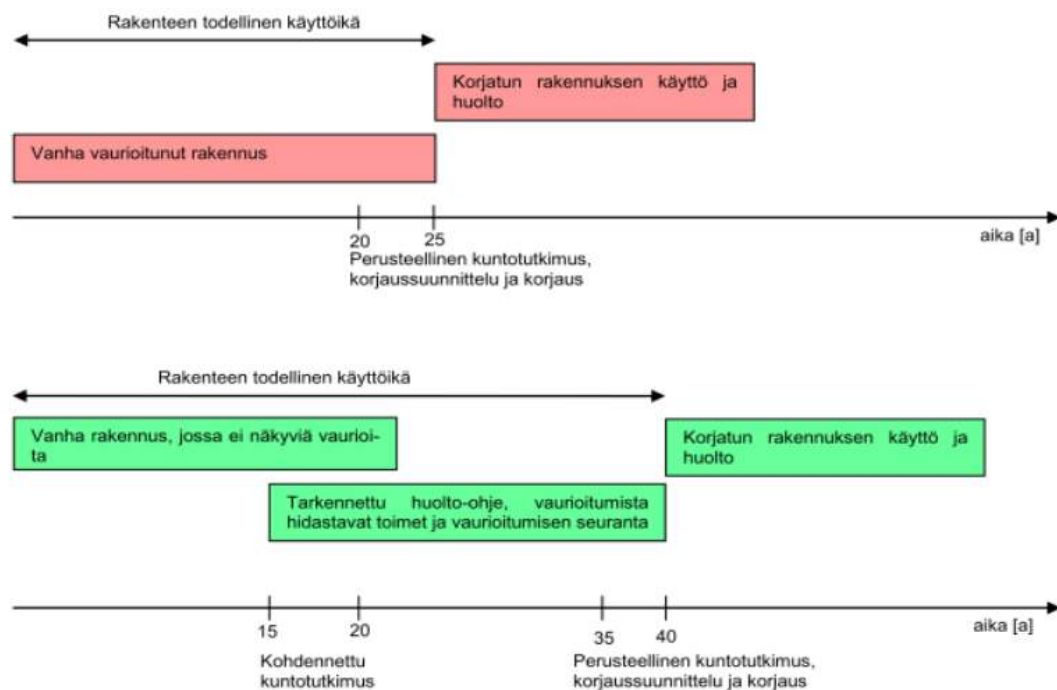 Rakenteen todellinen käyttöikä
Korjatun rakennuksen käyttö ja
huolto
Vanha vaurioitunut rakennus
20
25
aika [a]
Perusteellinen kuntotutkimus,
korjaussuunnittelu ja korjaus
Rakenteen todellinen käyttöikä
Vanha rakennus, jossa ei näkyviä vaurioi-
ta
Korjatun rakennuksen käyttö ja
huolto
Tarkennettu huolto-ohje, vaurioitumista
hidastavat toimet ja vaurioitumisen seuranta
15
20
35
40
aika [a]
Kohdennettu
kuntotutkimus
Perusteellinen kuntotutkimus,
korjaussuunnittelu ja korjaus